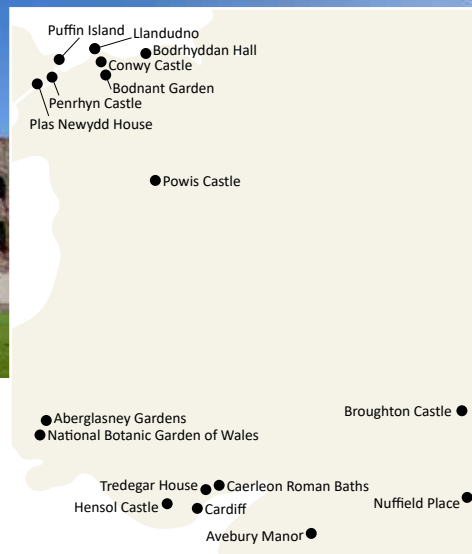 Puffin Island
Llandudno
Bodrhyddan Hall
Conwy Castle
Bodnant Garden
Penrhyn Castle
Plas Newydd House
Powis Castle
Broughton Castle
Aberglasney Gardens
National Botanic Garden of Wales
Tredegar House
Caerleon Roman Baths
Hensol Castle
Cardiff
Nuffield Place
Avebury Manor